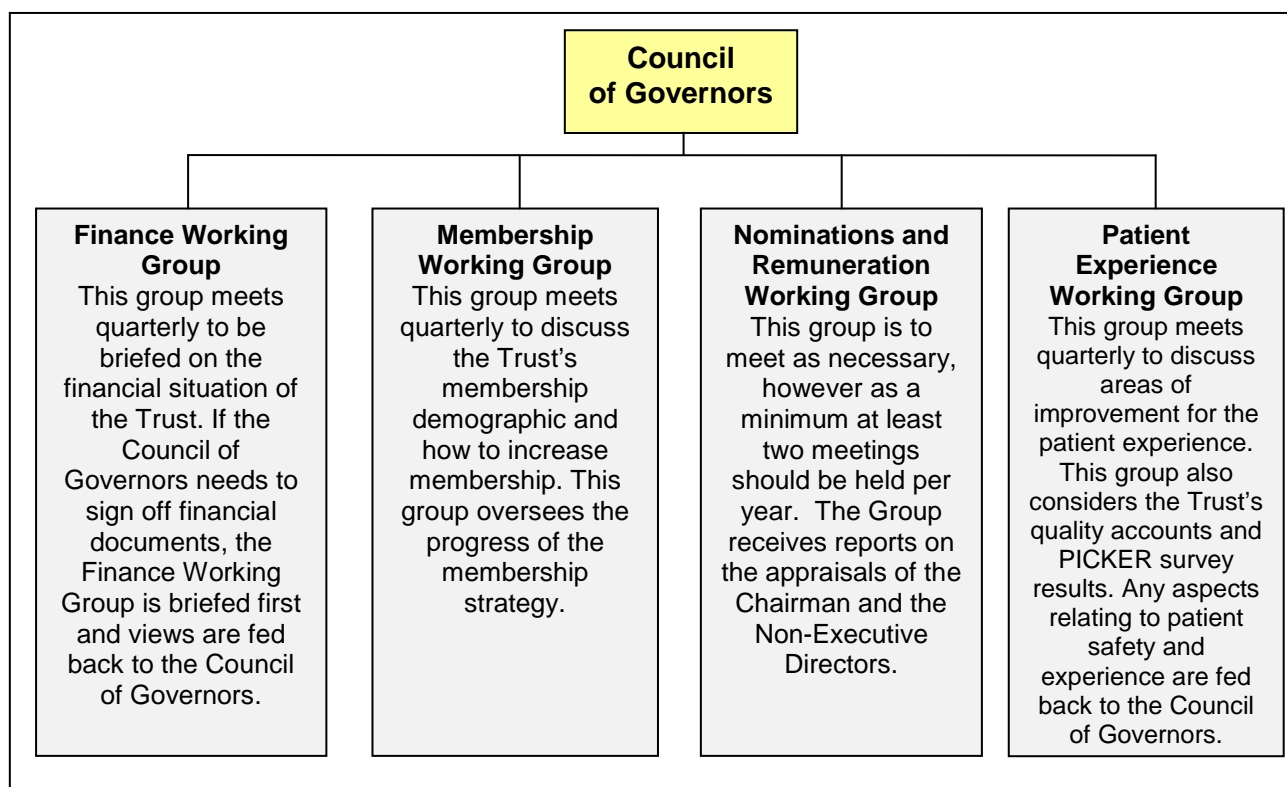 Council
of Governors
Finance Working
Group
This group meets
quarterly to be
briefed on the
financial situation of
the Trust. If the
Council of
Governors needs to
sign off financial
documents, the
Finance Working
Group is briefed first
and views are fed
back to the Council
of Governors.
Membership
Working Group
This group meets
quarterly to discuss
the Trust’s
membership
demographic and
how to increase
membership. This
group oversees the
progress of the
membership
strategy.
Nominations and
Remuneration
Working Group
This group is to
meet as necessary,
however as a
minimum at least
two meetings
should be held per
year.  The Group
receives reports on
the appraisals of the
Chairman and the
Non-Executive
Directors.
Patient
Experience
Working Group
This group meets
quarterly to discuss
areas of
improvement for the
patient experience.
This group also
considers the Trust’s
quality accounts and
PICKER survey
results. Any aspects
relating to patient
safety and
experience are fed
back to the Council
of Governors.